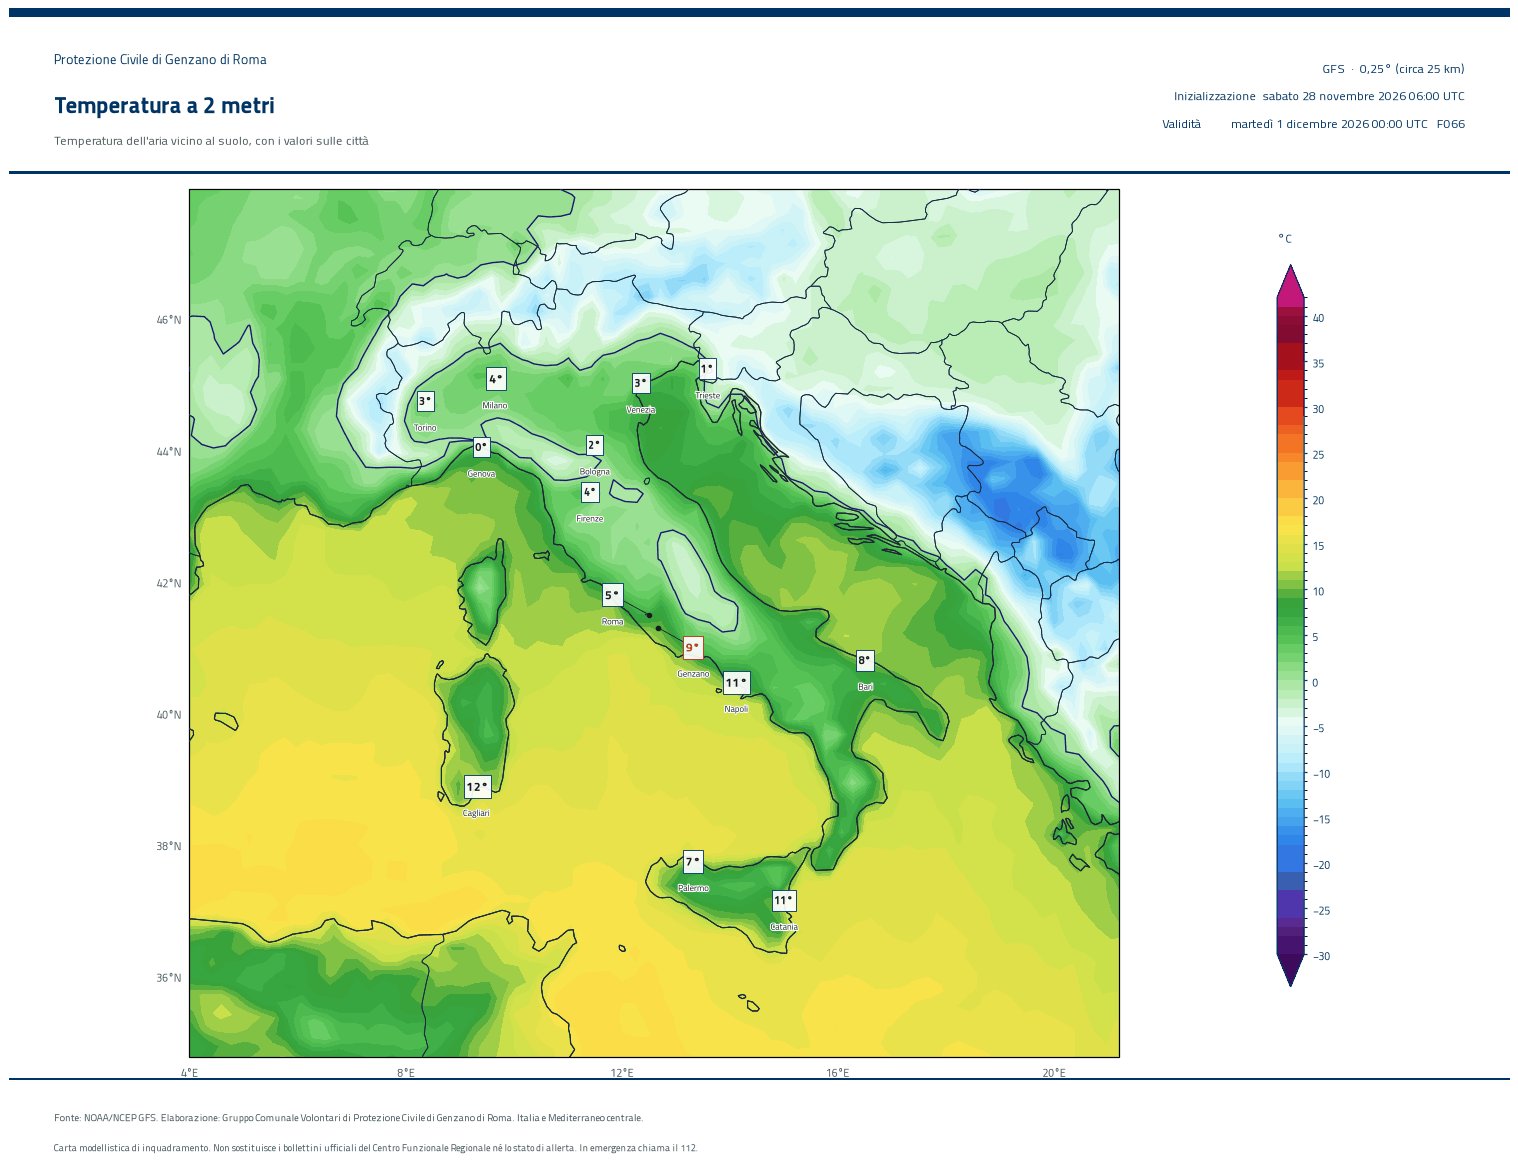 Protezione Civile di Genzano di Roma
Temperatura a 2 metri
Temperatura dell'aria vicino al suolo, con i valori sulle città
GFS · 0,25° (circa 25 km)
Inizializzazione sabato 28 novembre 2026 06:00 UTC
Validità martedì 1 dicembre 2026 00:00 UTC F066
°C
46°N
44°N
42°N
40°N
38°N
36°N
4°E
8°E
12°E
16°E
20°E
1°
Trieste
4°
Milano
3°
Venezia
3°
Torino
0°
Genova
2°
Bologna
4°
Firenze
5°
Roma
9°
Genzano
8°
Bari
11°
Napoli
12°
Cagliari
7°
Palermo
11°
Catania
40
35
30
25
20
15
10
5
0
−5
−10
−15
−20
−25
−30
Fonte: NOAA/NCEP GFS. Elaborazione: Gruppo Comunale Volontari di Protezione Civile di Genzano di Roma. Italia e Mediterraneo centrale.
Carta modellistica di inquadramento. Non sostituisce i bollettini ufficiali del Centro Funzionale Regionale né lo stato di allerta. In emergenza chiama il 112.